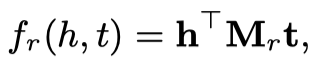 f_r(h, t) = h^⊤ M_r t,